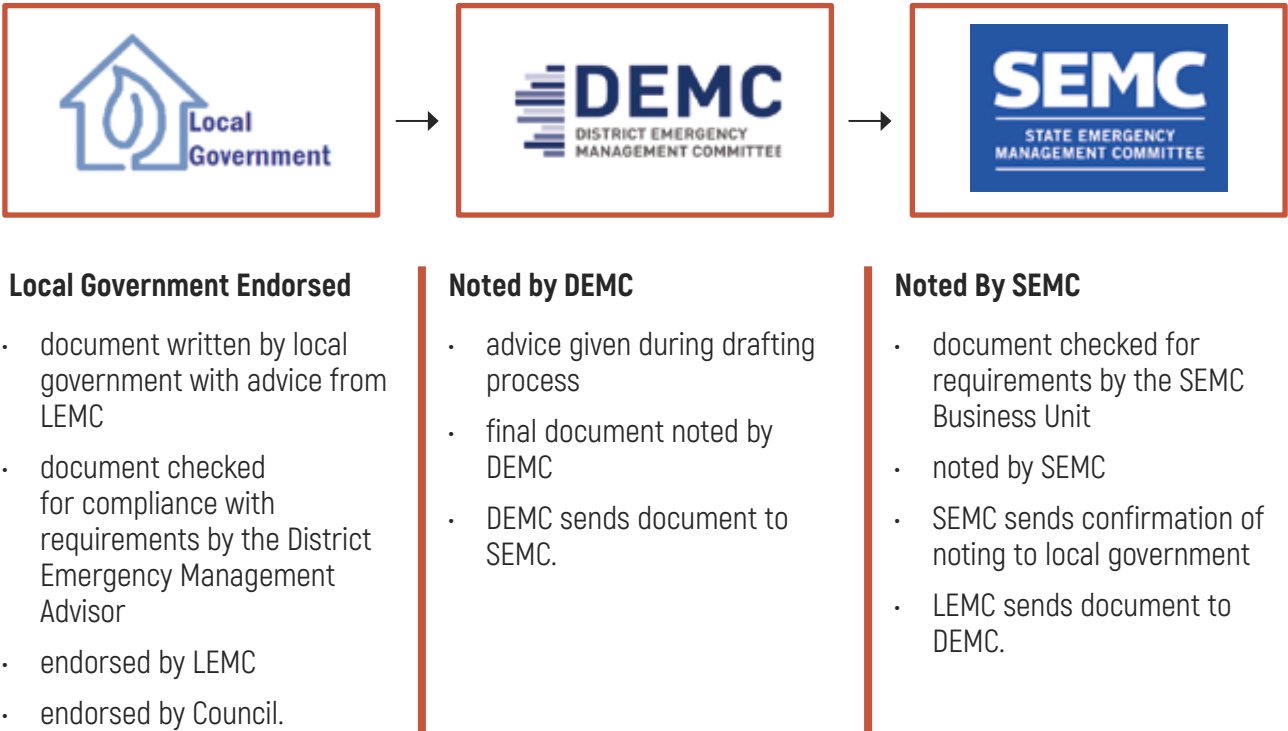 Local
Government
DEMC
DISTRICT EMERGENCY
MANAGEMENT COMMITTEE
SEMC
STATE EMERGENCY
MANAGEMENT COMMITTEE
Local Government Endorsed
· document written by local
government with advice from
LEMC
· document checked
for compliance with
requirements by the District
Emergency Management
Advisor
· endorsed by LEMC
· endorsed by Council.
Noted by DEMC
· advice given during drafting
process
· final document noted by
DEMC
· DEMC sends document to
SEMC.
Noted By SEMC
· document checked for
requirements by the SEMC
Business Unit
· noted by SEMC
· SEMC sends confirmation of
noting to local government
· LEMC sends document to
DEMC.